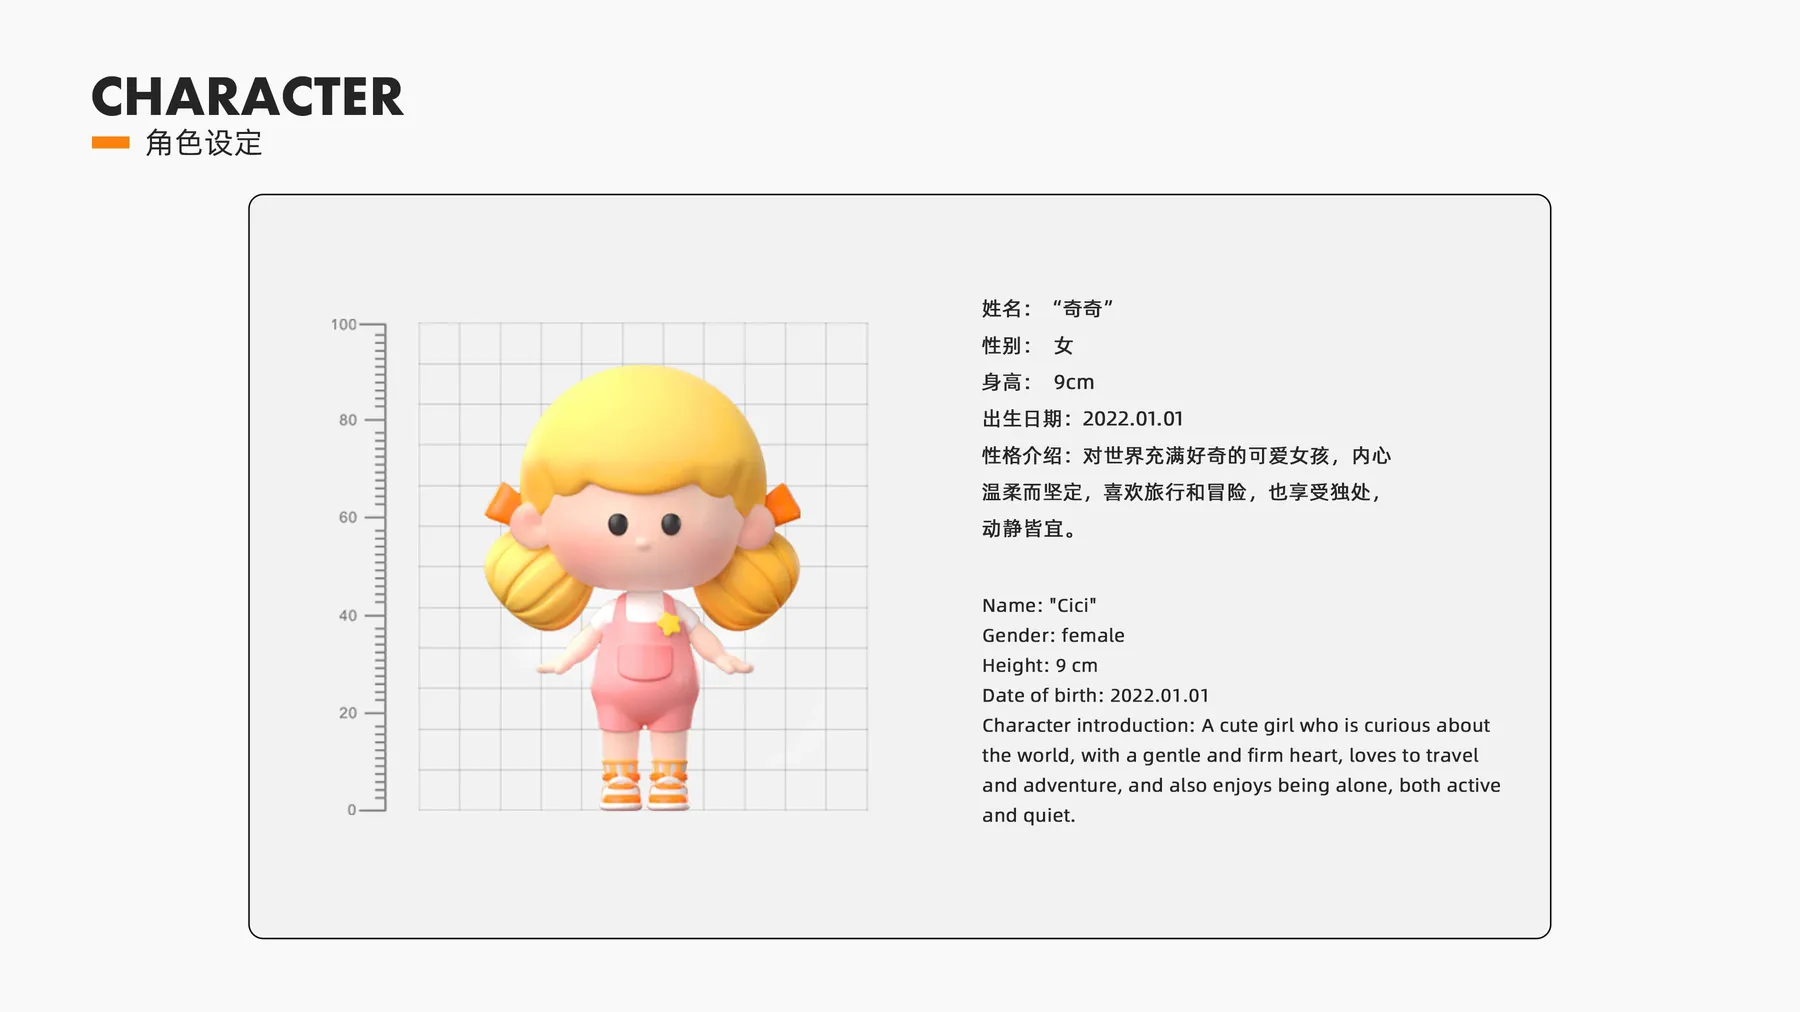 CHARACTER
角色设定
100
80
60
40
20
0
姓名： “奇奇”
性别： 女
身高： 9cm
出生日期：2022.01.01
性格介绍：对世界充满好奇的可爱女孩，内心
温柔而坚定，喜欢旅行和冒险，也享受独处，
动静皆宜。
Name: "Cici"
Gender: female
Height: 9 cm
Date of birth: 2022.01.01
Character introduction: A cute girl who is curious about
the world, with a gentle and firm heart, loves to travel
and adventure, and also enjoys being alone, both active
and quiet.